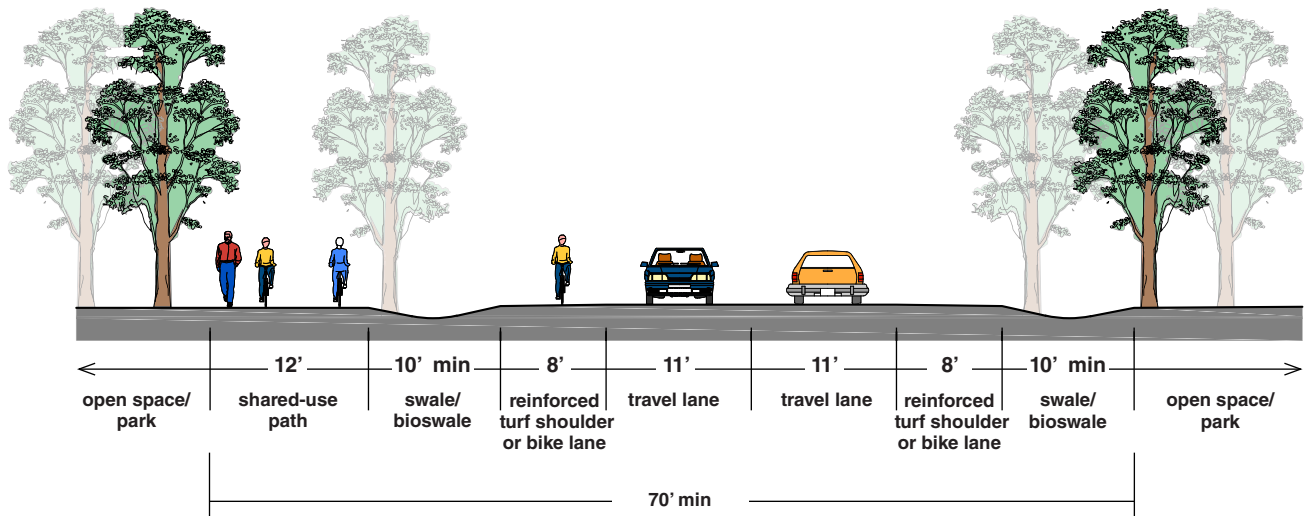 12’ 10’ min 8’ 11’ 11’ 8’ 10’ min
open space/
park
shared-use
path
swale/
bioswale
reinforced
turf shoulder
or bike lane
travel lane
travel lane
reinforced
turf shoulder
or bike lane
swale/
bioswale
open space/
park
70’ min